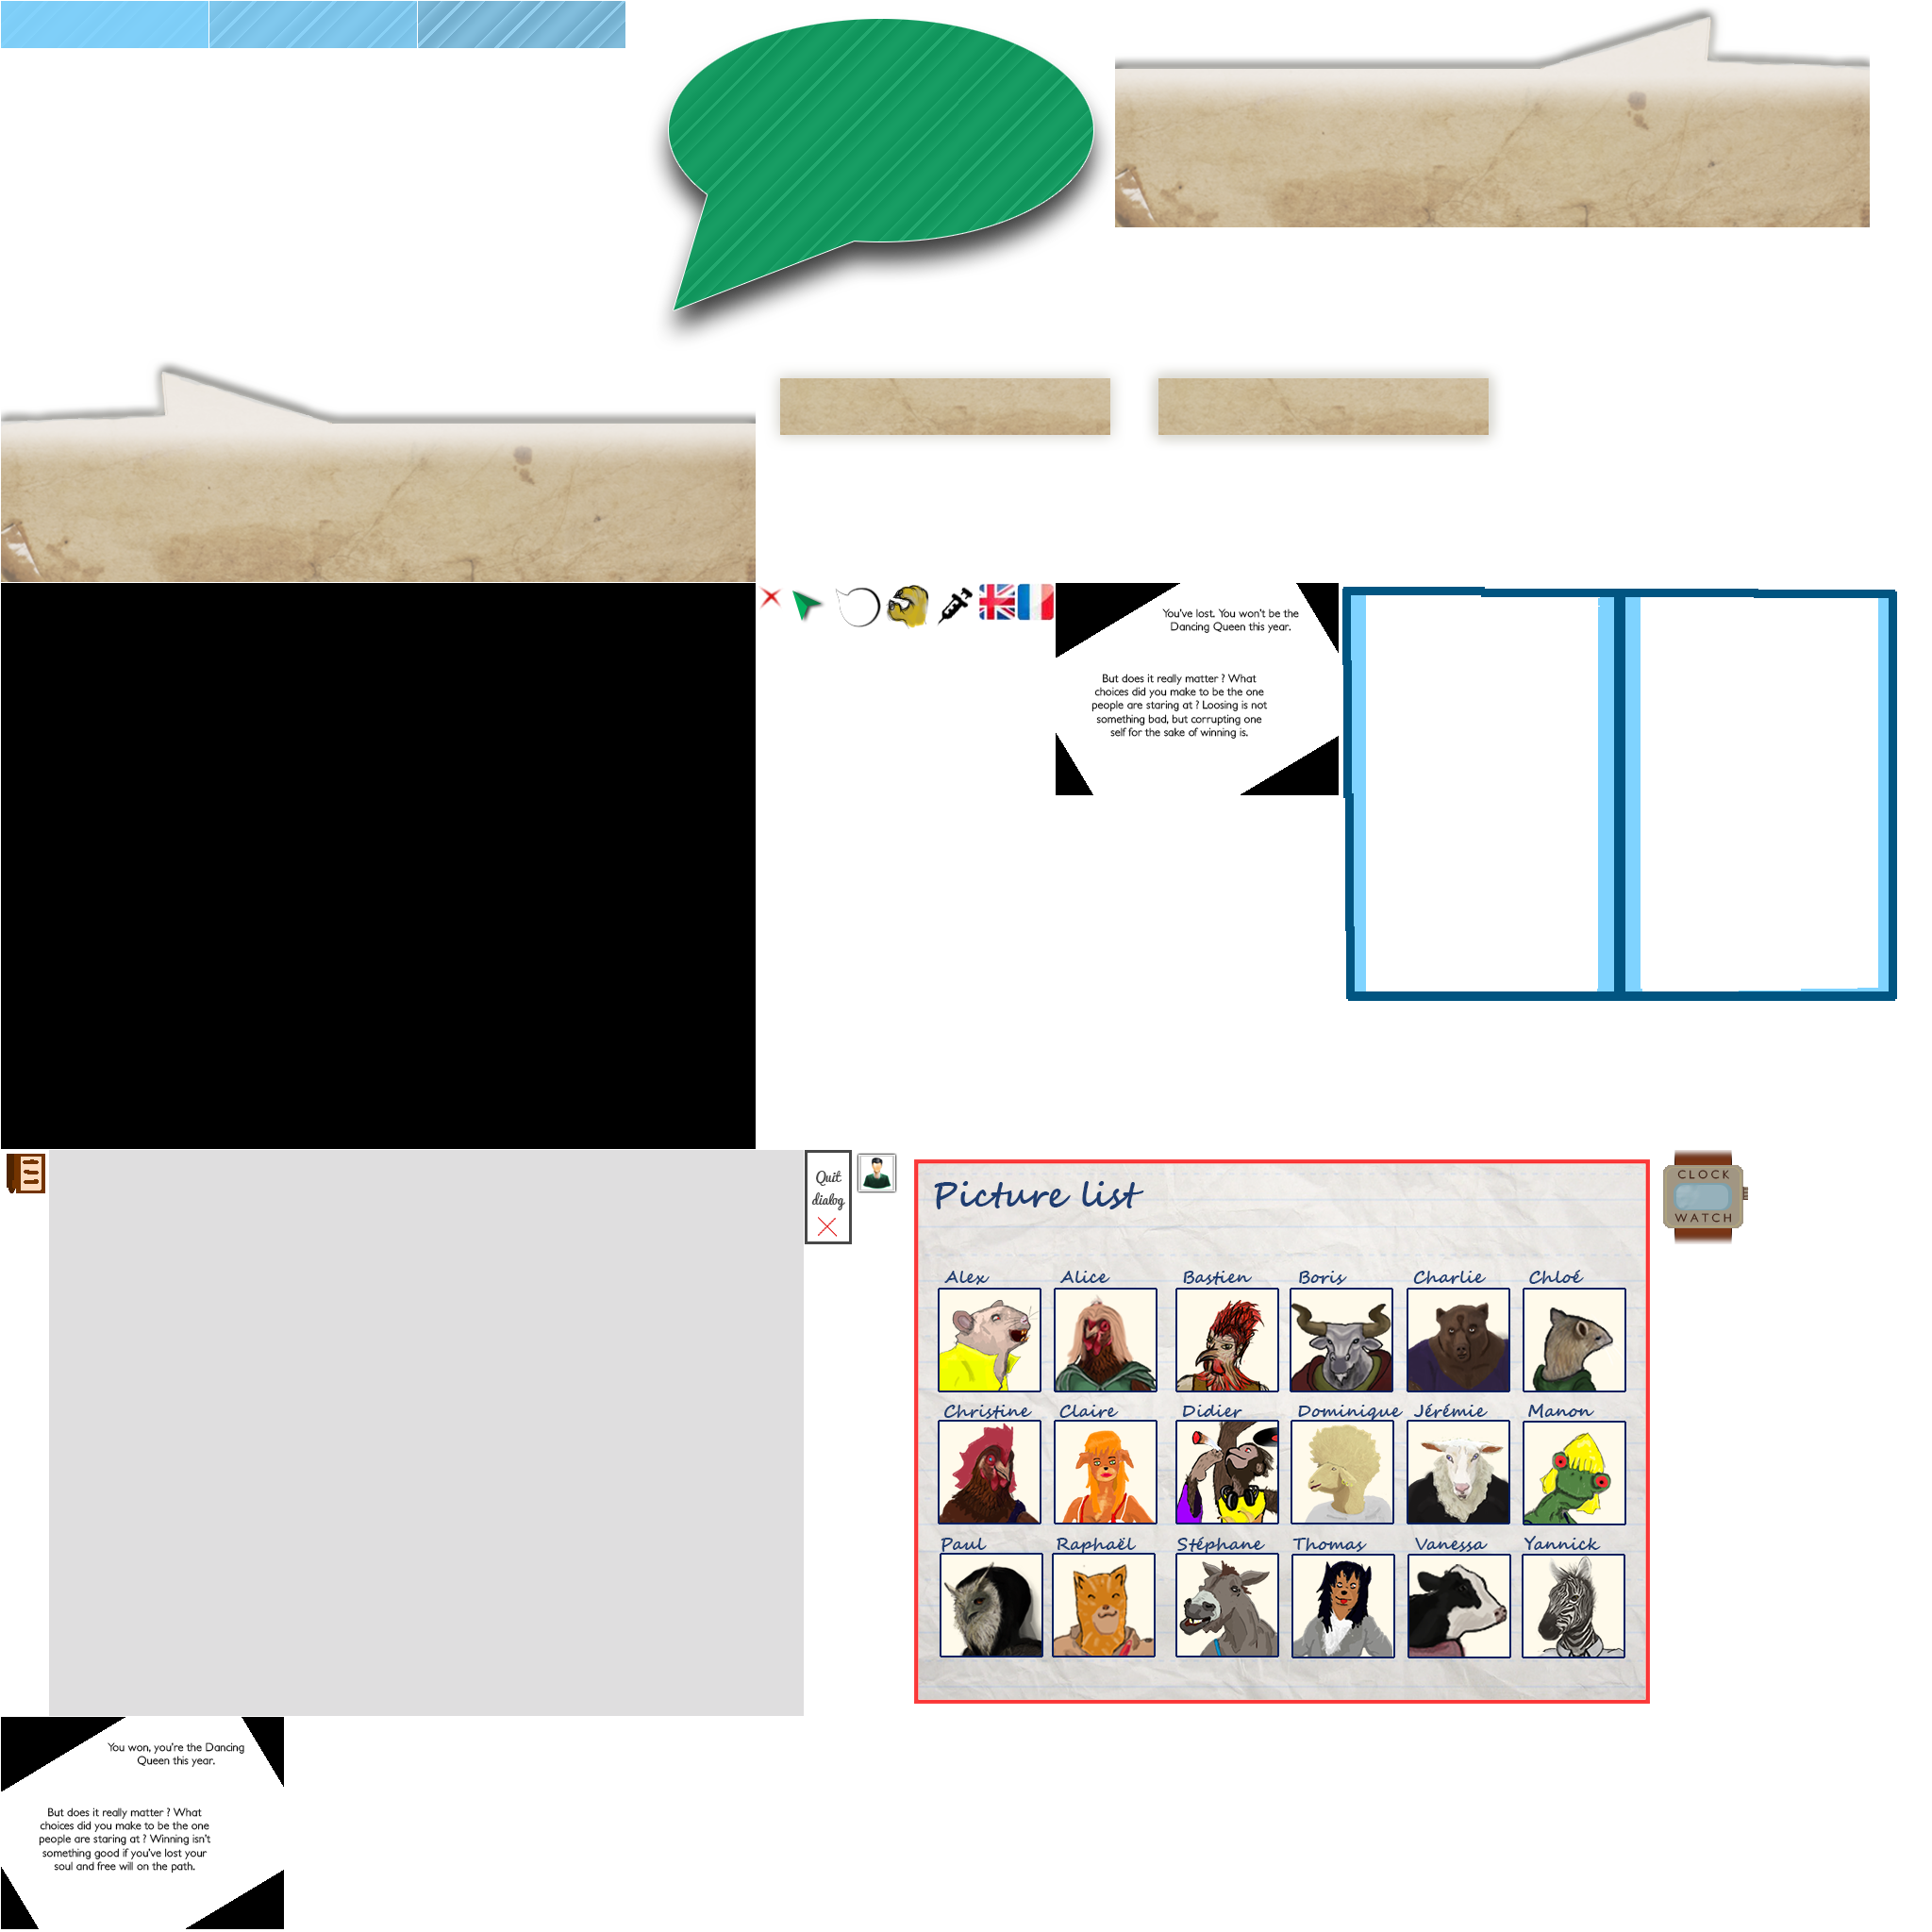 You've lost. You won't be the
Dancing Queen this year.
But does it really matter ? What
choices did you make to be the one
people are staring at ? Loosing is not
something bad, but corrupting one
self for the sake of winning is.
Quit
dialog
Picture list
CLOCK
WATCH
Alex Alice Bastien Boris Charlie Chloé
Christine Claire Didier Dominique Jérémie Manon
Paul Raphaël Stéphane Thomas Vanessa Yannick
You won, you're the Dancing
Queen this year.
But does it really matter ? What
choices did you make to be the one
people are staring at ? Winning isn't
something good if you've lost your
soul and free will on the path.